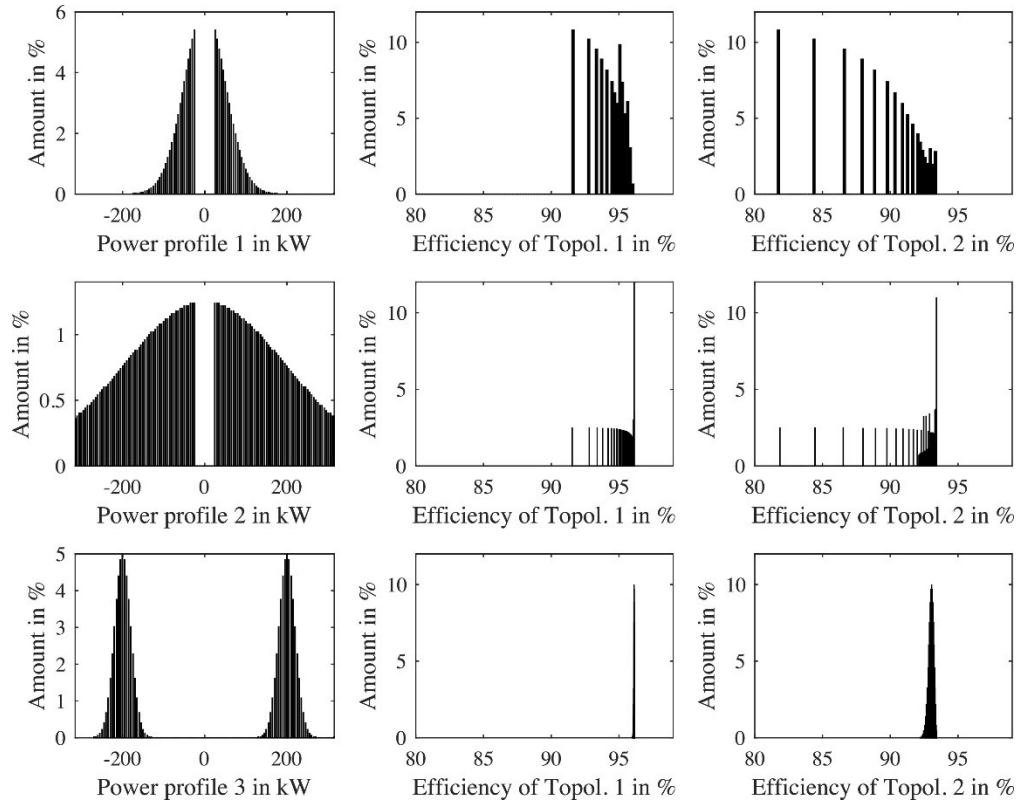 6
4
2
0
Amount in %
-200 0 200
Power profile 1 in kW
10
5
0
Amount in %
80 85 90 95
Efficiency of Topol. 1 in %
10
5
0
Amount in %
80 85 90 95
Efficiency of Topol. 2 in %
1
0.5
0
Amount in %
-200 0 200
Power profile 2 in kW
10
5
0
Amount in %
80 85 90 95
Efficiency of Topol. 1 in %
10
5
0
Amount in %
80 85 90 95
Efficiency of Topol. 2 in %
5
4
3
2
1
0
Amount in %
-200 0 200
Power profile 3 in kW
10
5
0
Amount in %
80 85 90 95
Efficiency of Topol. 1 in %
10
5
0
Amount in %
80 85 90 95
Efficiency of Topol. 2 in %